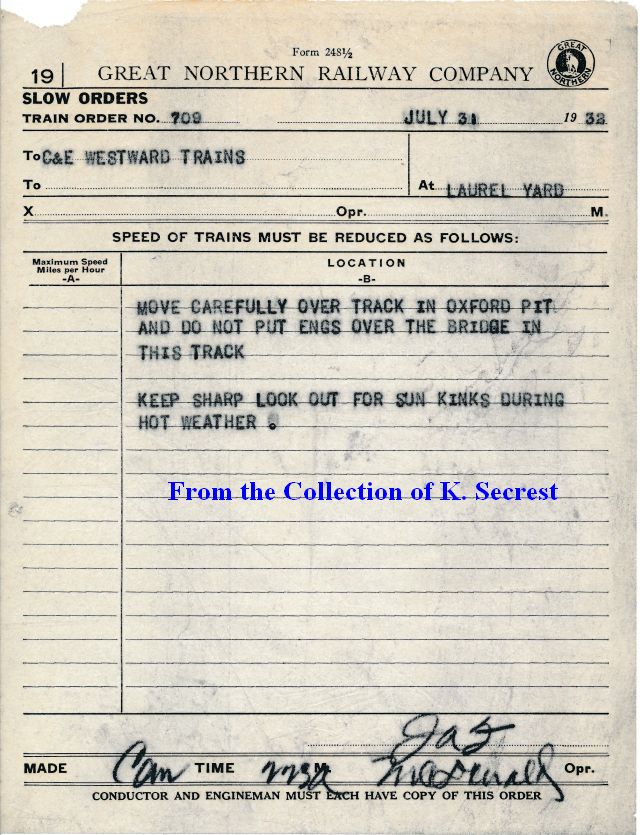 Form 248½
19 GREAT NORTHERN RAILWAY COMPANY
GREAT NORTHERN
SLOW ORDERS
TRAIN ORDER NO. 709 JULY 31 19 32
To C&E WESTWARD TRAINS
To At LAUREL YARD
X Opr. M.
SPEED OF TRAINS MUST BE REDUCED AS FOLLOWS:
Maximum Speed
Miles per Hour
-A-
LOCATION
-B-
MOVE CAREFULLY OVER TRACK IN OXFORD PIT
AND DO NOT PUT ENGS OVER THE BRIDGE IN
THIS TRACK
KEEP SHARP LOOK OUT FOR SUN KINKS DURING
HOT WEATHER .
From the Collection of K. Secrest
MADE Com TIME M. McDonald Opr.
CONDUCTOR AND ENGINEMAN MUST EACH HAVE COPY OF THIS ORDER